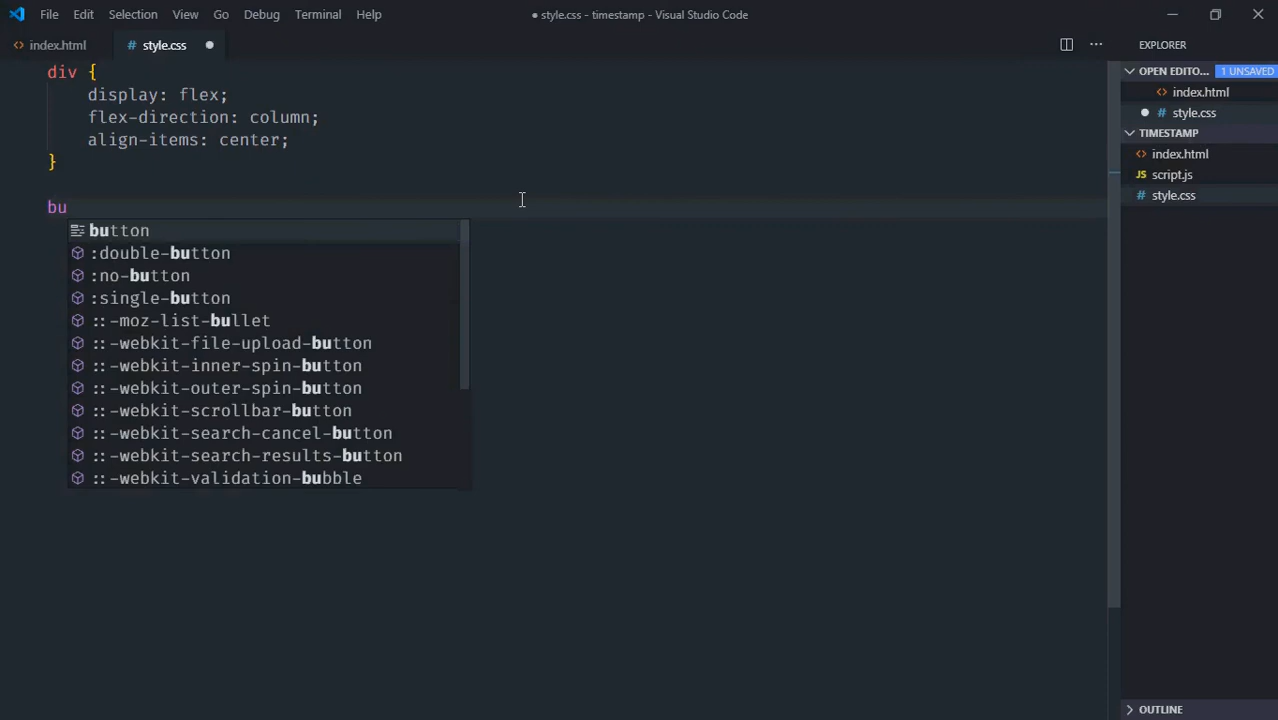 File Edit Selection View Go Debug Terminal Help
● style.css - timestamp - Visual Studio Code
index.html
# style.css
EXPLORER
div {
display: flex;
flex-direction: column;
align-items: center;
}
bu
button
:double-button
:no-button
:single-button
::-moz-list-bullet
::-webkit-file-upload-button
::-webkit-inner-spin-button
::-webkit-outer-spin-button
::-webkit-scrollbar-button
::-webkit-search-cancel-button
::-webkit-search-results-button
::-webkit-validation-bubble
OPEN EDITO... 1 UNSAVED
<> index.html
● # style.css
TIMESTAMP
<> index.html
JS script.js
# style.css
OUTLINE